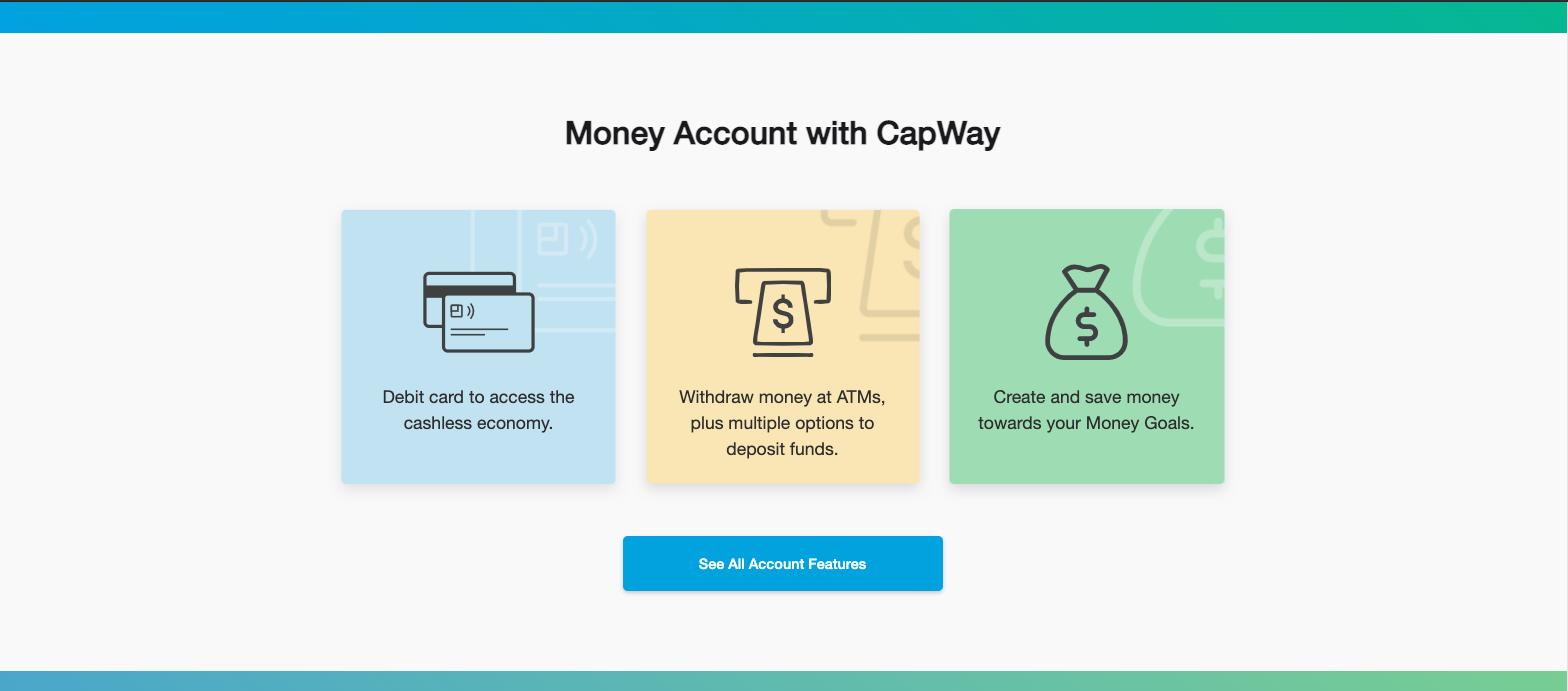 Money Account with CapWay
Debit card to access the
cashless economy.
Withdraw money at ATMs,
plus multiple options to
deposit funds.
Create and save money
towards your Money Goals.
See All Account Features